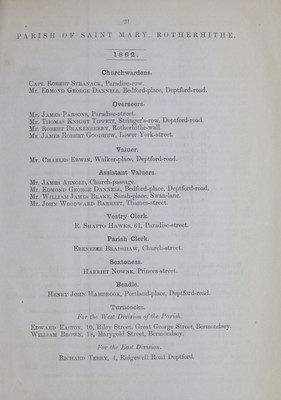 21
PARISH OF SAINT MARY, ROTHERHITHE.
1882.
Churchwardens.
CAPT. ROBERT STRANACK, Paradise-row.
MR. EDMOND GEORGE DANNELL, Bedford-place, Deptford-road.
Overseers.
MR. JAMES PARSONS, Paradise-street.
MR. THOMAS KNIGHT TIPPETT, Stringer's-row, Deptford-road.
MR. ROBERT BRAKENBERRY, Rotherhithe-wall.
MR. JAMES ROBERT GOODHEW, Lower York-street.
Valuer.
MR. CHARLES ERWIN, Walker-place, Deptford-road.
Assistant Valuers.
MR. JAMES ARNOLD, Church-passage.
MR. EDMOND GEORGE DANNELL, Bedford-place, Deptford-road.
MR. WILLIAM JAMES BLAKE, Sarah-place, Swan-lane.
MR. JOHN WOODWARD BARRETT, Thames-street.
Vestry Clerk.
B. SHAFTO HAWKS, 61, Paradise-street.
Parish Clerk.
EBENEZER BRADSHAW, Church-street.
Sextoness.
HARRIET NOWNE, Princes-street.
Beadle.
HENRY JOHN HAMBROOK, Portland-place, Deptford-road.
Turncocks.
For the West Division of the Parish.
EDWARD EASTON, 19, Riley Street, Great George Street, Bermondsey.
WILLIAM BROWN, 18, Marygold Street, Bermondsey.
For the East Division.
RICHARD TERRY, 4, Ridgewell Road Deptford.